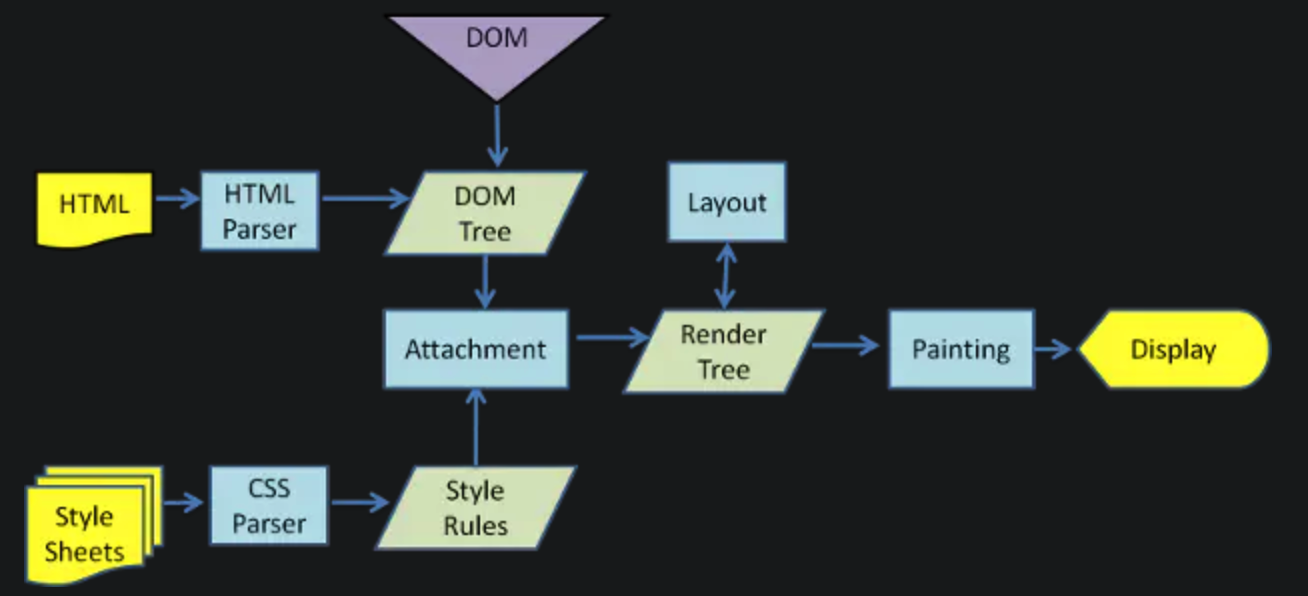 DOM
HTML
HTML
Parser
DOM
Tree
Layout
Attachment
Render
Tree
Painting
Display
Style
Sheets
CSS
Parser
Style
Rules